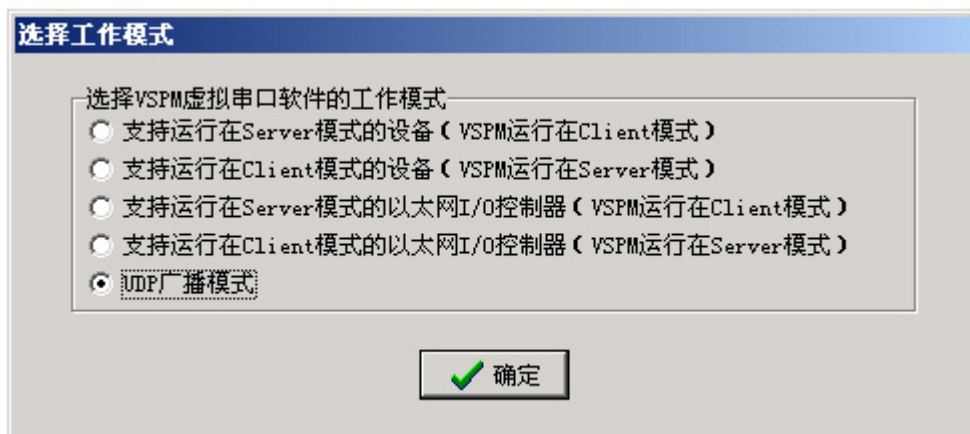 选择工作模式
选择VSPM虚拟串口软件的工作模式
支持运行在Server模式的设备(VSPM运行在Client模式)
支持运行在Client模式的设备(VSPM运行在Server模式)
支持运行在Server模式的以太网I/O控制器(VSPM运行在Client模式)
支持运行在Client模式的以太网I/O控制器(VSPM运行在Server模式)
UDP广播模式
确定